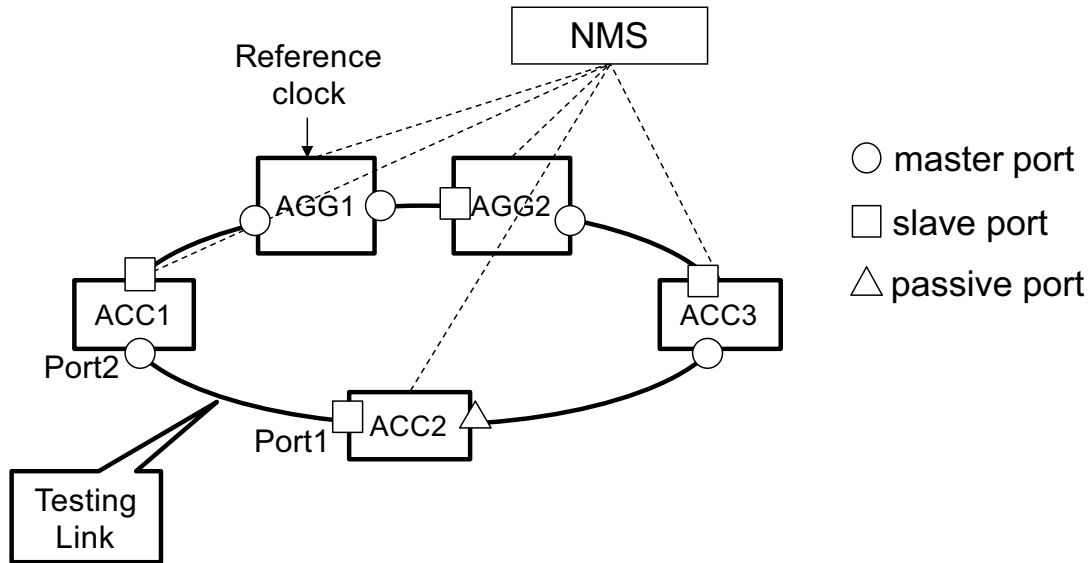 NMS
Reference
clock
AGG1
AGG2
master port
slave port
passive port
ACC1
ACC3
Port2
Port1
ACC2
Testing
Link